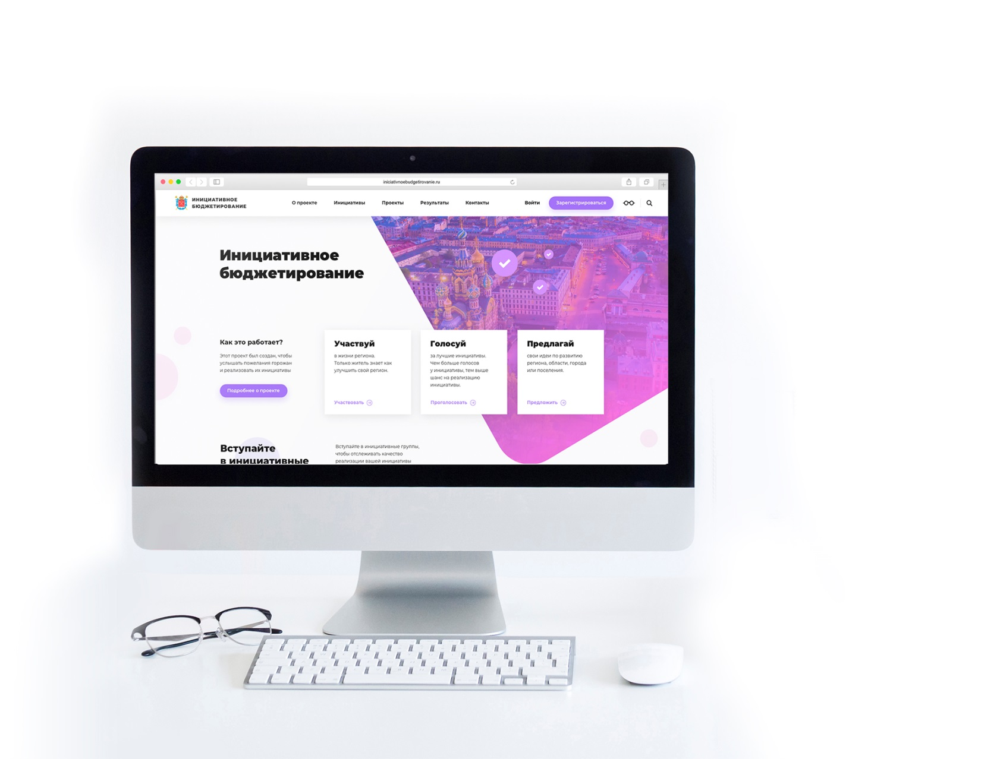 iniciativnoebudgetirovanie.ru
ИНИЦИАТИВНОЕ
БЮДЖЕТИРОВАНИЕ
О проекте Инициативы Проекты Результаты Контакты Войти Зарегистрироваться
Инициативное
бюджетирование
Как это работает?
Этот проект был создан, чтобы
услышать пожелания горожан
и реализовать их инициативы
Подробнее о проекте
Участвуй
в жизни региона.
Только житель знает как
улучшить свой регион.
Участвовать
Голосуй
за лучшие инициативы.
Чем больше голосов
у инициативы, тем выше
шанс на реализацию
инициативы.
Проголосовать
Предлагай
свои идеи по развитию
региона, области, города
или поселения.
Предложить
Вступайте
в инициативные
Вступайте в инициативные группы,
чтобы отслеживать качество
реализации вашей инициативы